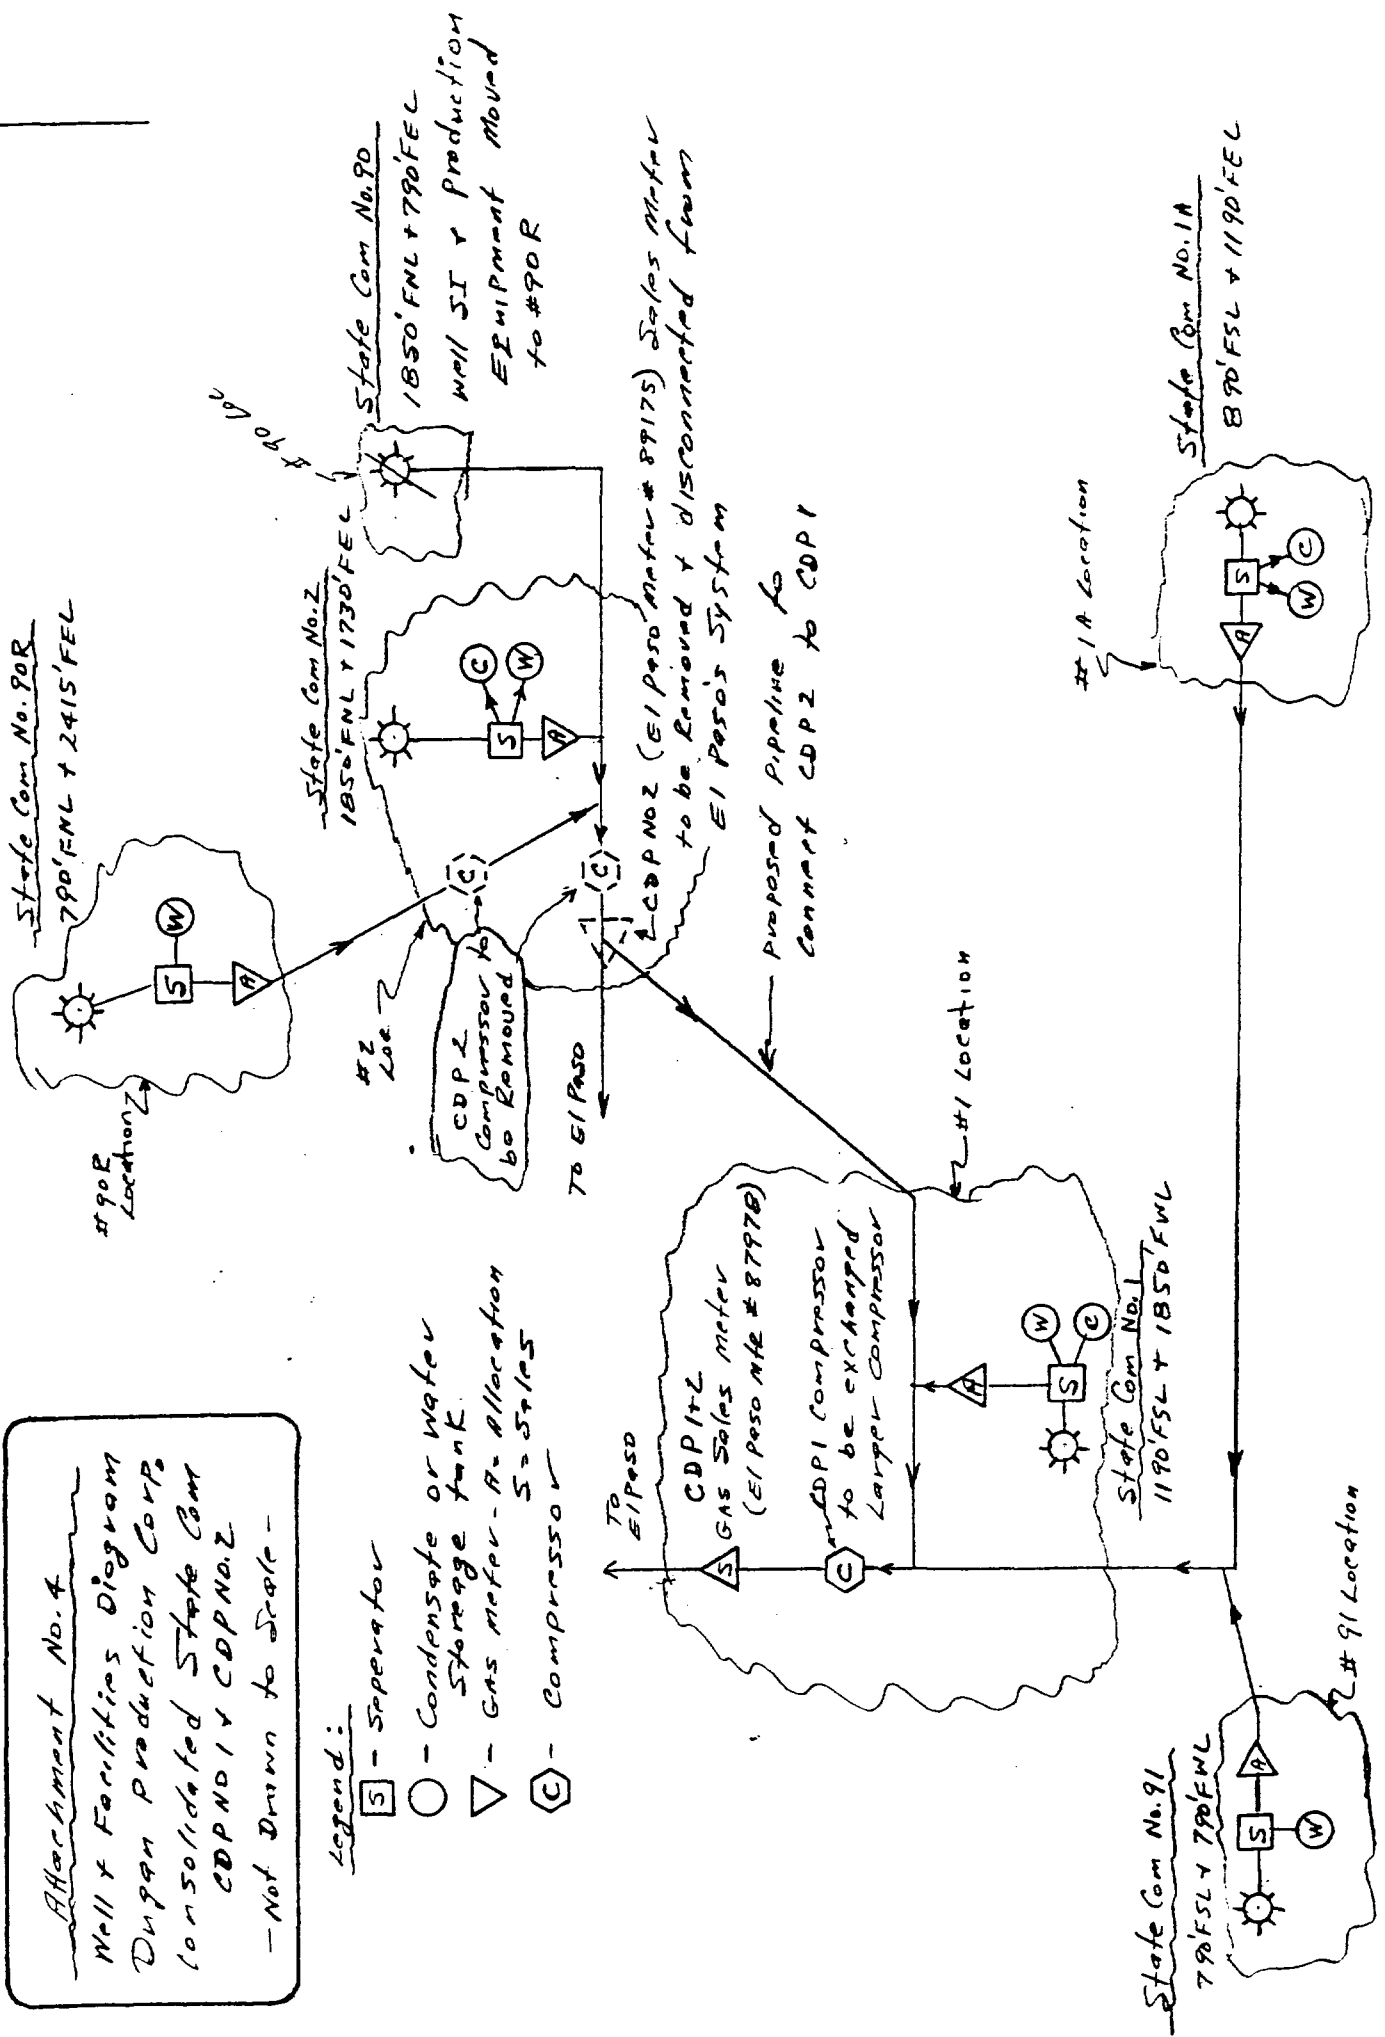 Attachment No. 4
Well + Facilities Diagram
Dugan Production Corp.
Consolidated State Com
CDP NO 1 + CDP NO. 2
- Not Drawn to Scale -
Legend:
S - Seperator
- Condensate or Water
Storeage tank.
- GAS meter - A = Allocation
S = Sales
C - Compressor
State Com No. 90R
790' FNL + 2415' FEL
#90R
Location
W
S
A
State Com No. 2
1850' FNL + 1730' FEL
#2
Loc.
C
W
S
A
C
C
CDP 2
Compressor to
be Removed
TO El Paso
#90 Loc
State Com No. 90
1850' FNL + 790' FEL
Well SI + Production
Equipment Moved
to #90R
CDP NO 2 (El Paso Meter # 89175) Sales Meter
to be Removed + disconnected from
El Paso's System
proposed Pipeline to
Connect CDP 2 to CDP 1
TO
El Paso
CDP 1+2
GAS Sales Meter
(El Paso Mtr # 87978)
S
C
CDP 1 Compressor
to be exchanged
Larger Compressor
#1 Location
A
W
S
C
State Com No. 1
1190' FSL + 1850' FWL
#1A Location
State Com No. 1A
890' FSL + 1190' FEL
A
S
W
C
State Com No. 91
790' FSL + 790' FWL
S
A
W
#91 Location